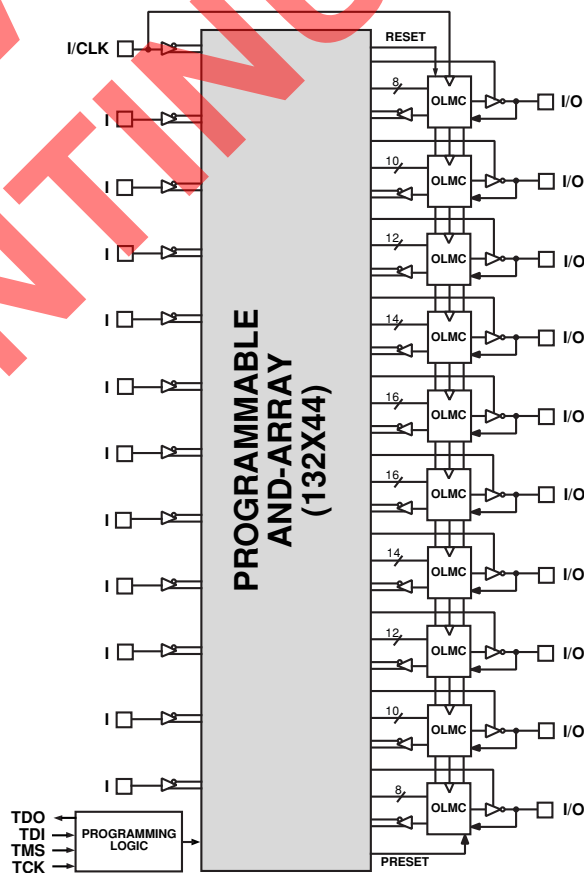 RESET
I/CLK
8
OLMC
I/O
I
10
OLMC
I/O
I
12
OLMC
I/O
I
14
OLMC
I/O
I
16
OLMC
I/O
I
PROGRAMMABLE
AND-ARRAY
(132X44)
16
OLMC
I/O
I
14
OLMC
I/O
I
12
OLMC
I/O
I
10
OLMC
I/O
I
8
OLMC
I/O
I
I
PRESET
TDO
TDI
TMS
TCK
PROGRAMMING
LOGIC